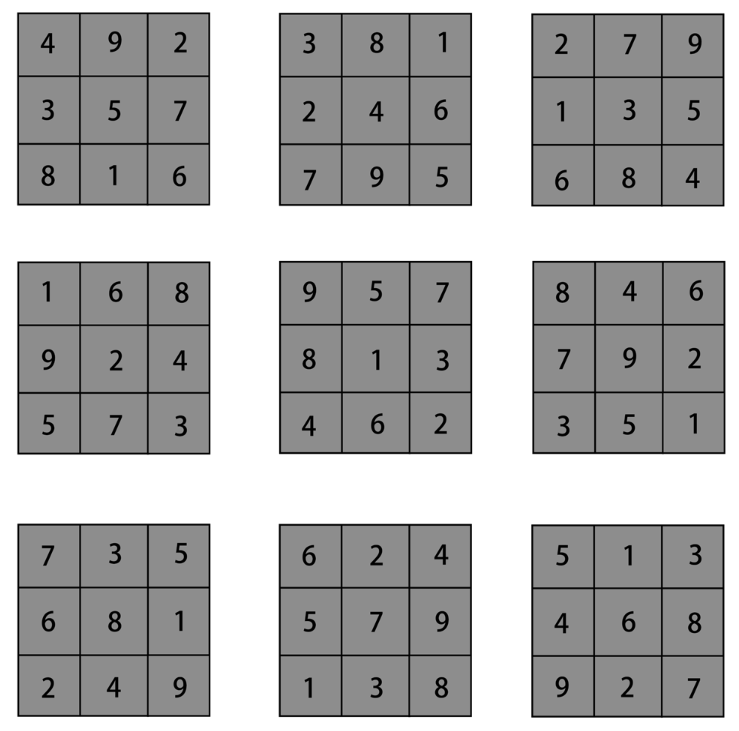 4 9 2 3 8 1 2 7 9
3 5 7 2 4 6 1 3 5
8 1 6 7 9 5 6 8 4
1 6 8 9 5 7 8 4 6
9 2 4 8 1 3 7 9 2
5 7 3 4 6 2 3 5 1
7 3 5 6 2 4 5 1 3
6 8 1 5 7 9 4 6 8
2 4 9 1 3 8 9 2 7